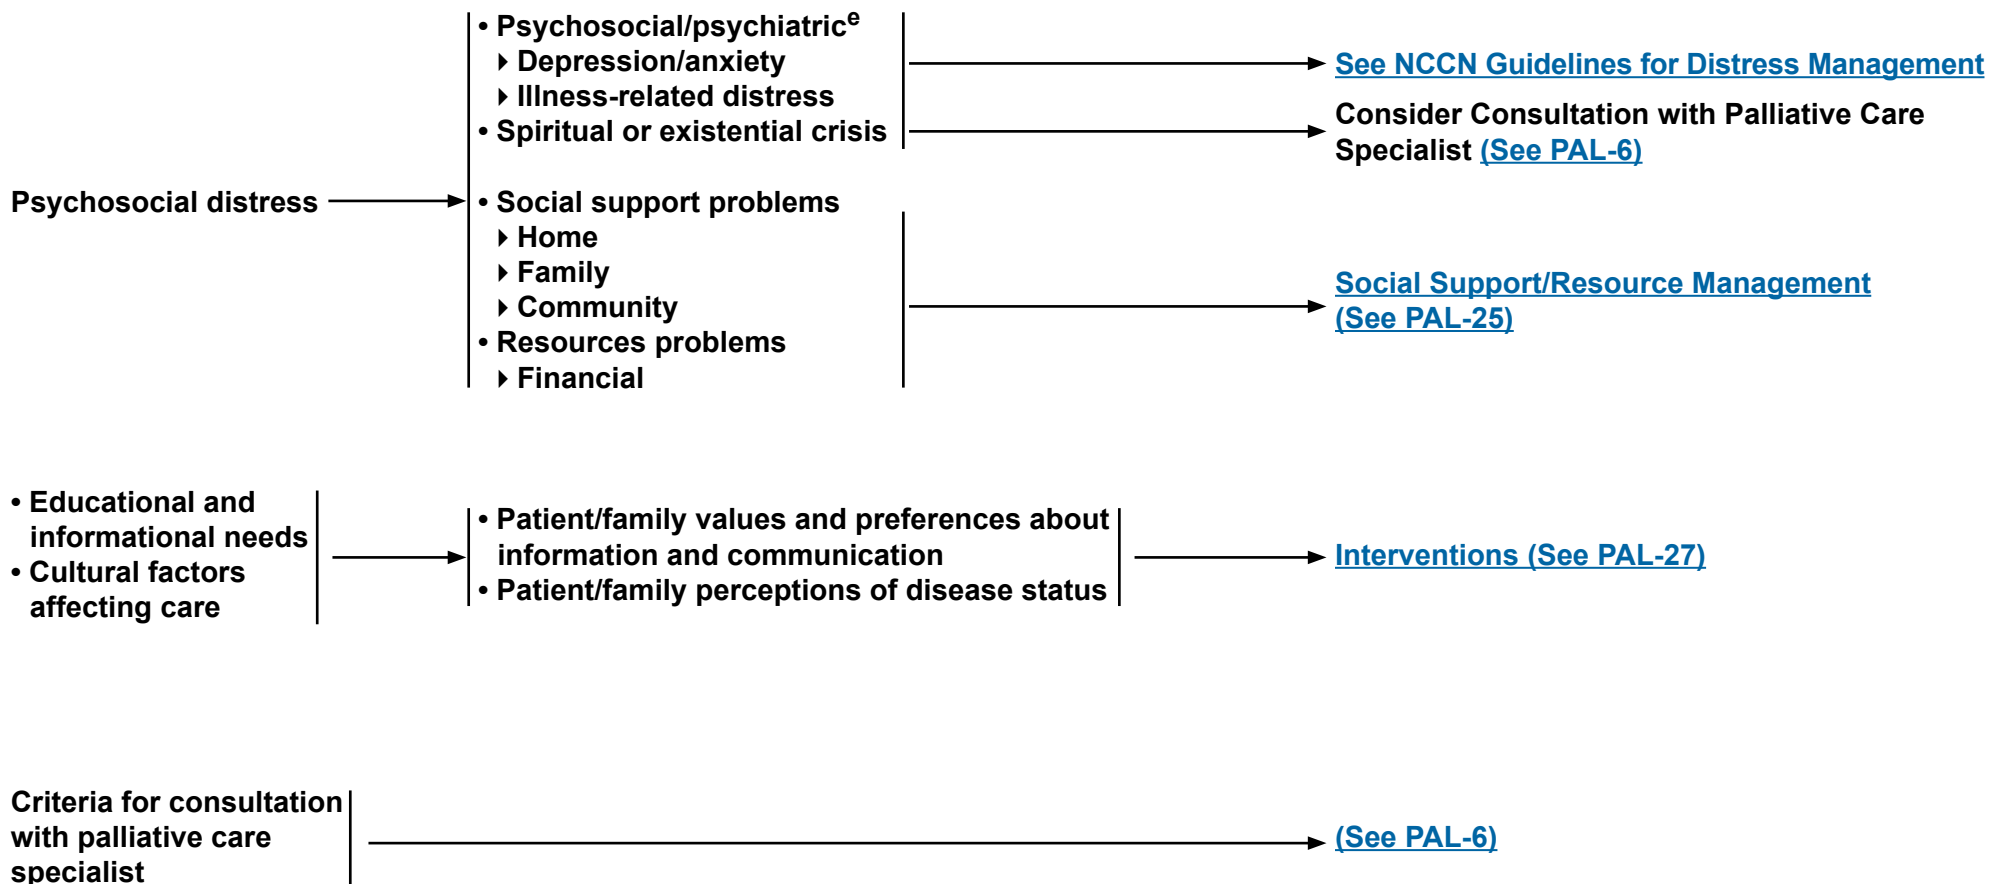 Psychosocial distress
• Psychosocial/psychiatricᵉ
▸ Depression/anxiety
▸ Illness-related distress
• Spiritual or existential crisis
• Social support problems
▸ Home
▸ Family
▸ Community
• Resources problems
▸ Financial
See NCCN Guidelines for Distress Management
Consider Consultation with Palliative Care
Specialist (See PAL-6)
Social Support/Resource Management
(See PAL-25)
• Educational and
informational needs
• Cultural factors
affecting care
• Patient/family values and preferences about
information and communication
• Patient/family perceptions of disease status
Interventions (See PAL-27)
Criteria for consultation
with palliative care
specialist
(See PAL-6)